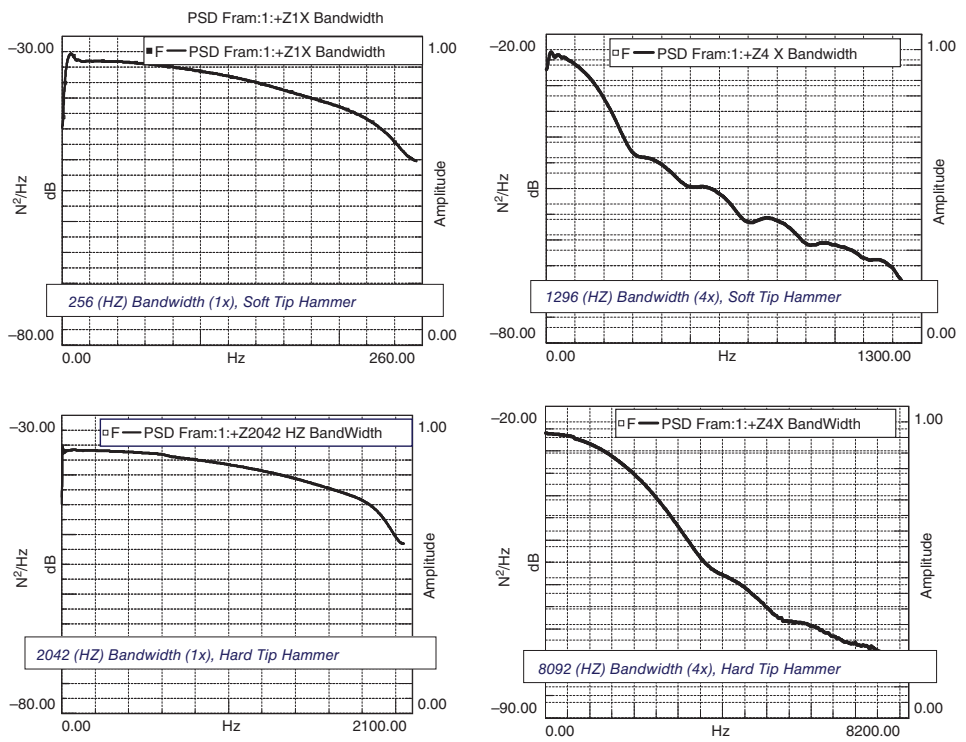 PSD Fram:1:+Z1X Bandwidth
–30.00
F PSD Fram:1:+Z1X Bandwidth
1.00
N²/Hz
dB
Amplitude
256 (HZ) Bandwidth (1x), Soft Tip Hammer
–80.00
0.00
0.00
Hz
260.00
–20.00
F PSD Fram:1:+Z4 X Bandwidth
1.00
N²/Hz
dB
Amplitude
1296 (HZ) Bandwidth (4x), Soft Tip Hammer
–80.00
0.00
0.00
Hz
1300.00
–30.00
F PSD Fram:1:+Z2042 HZ BandWidth
1.00
N²/Hz
dB
Amplitude
2042 (HZ) Bandwidth (1x), Hard Tip Hammer
–80.00
0.00
0.00
Hz
2100.00
–20.00
F PSD Fram:1:+Z4X BandWidth
1.00
N²/Hz
dB
Amplitude
8092 (HZ) Bandwidth (4x), Hard Tip Hammer
–90.00
0.00
0.00
Hz
8200.00